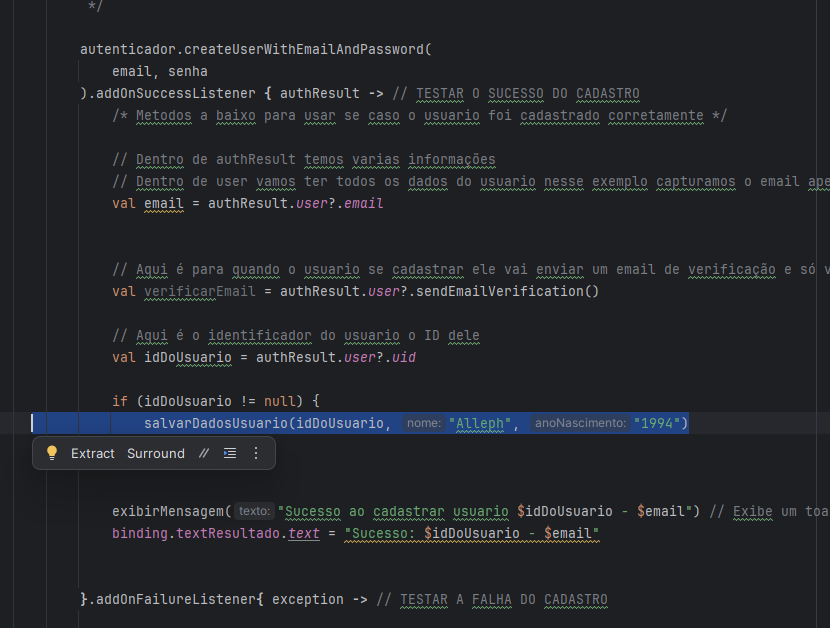 */
autenticador.createUserWithEmailAndPassword(
email, senha
).addOnSuccessListener { authResult -> // TESTAR O SUCESSO DO CADASTRO
/* Metodos a baixo para usar se caso o usuario foi cadastrado corretamente */
// Dentro de authResult temos varias informações
// Dentro de user vamos ter todos os dados do usuario nesse exemplo capturamos o email
val email = authResult.user?.email
// Aqui é para quando o usuario se cadastrar ele vai enviar um email de verificação e só
val verificarEmail = authResult.user?.sendEmailVerification()
// Aqui é o identificador do usuario o ID dele
val idDoUsuario = authResult.user?.uid
if (idDoUsuario != null) {
salvarDadosUsuario(idDoUsuario, nome: "Alleph", anoNascimento: "1994")
Extract Surround // ⋮
exibirMensagem( texto: "Sucesso ao cadastrar usuario $idDoUsuario - $email") // Exibe um
binding.textResultado.text = "Sucesso: $idDoUsuario - $email"
}.addOnFailureListener{ exception -> // TESTAR A FALHA DO CADASTRO